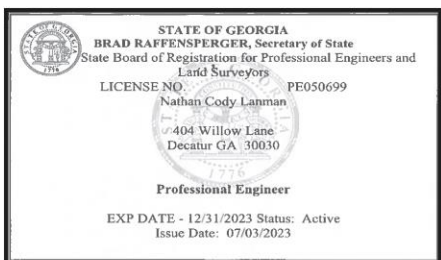 STATE OF GEORGIA
BRAD RAFFENSPERGER, Secretary of State
State Board of Registration for Professional Engineers and
Land Surveyors
LICENSE NO. PE050699
Nathan Cody Lanman
404 Willow Lane
Decatur GA 30030
1776
Professional Engineer
EXP DATE - 12/31/2023 Status: Active
Issue Date: 07/03/2023
1776